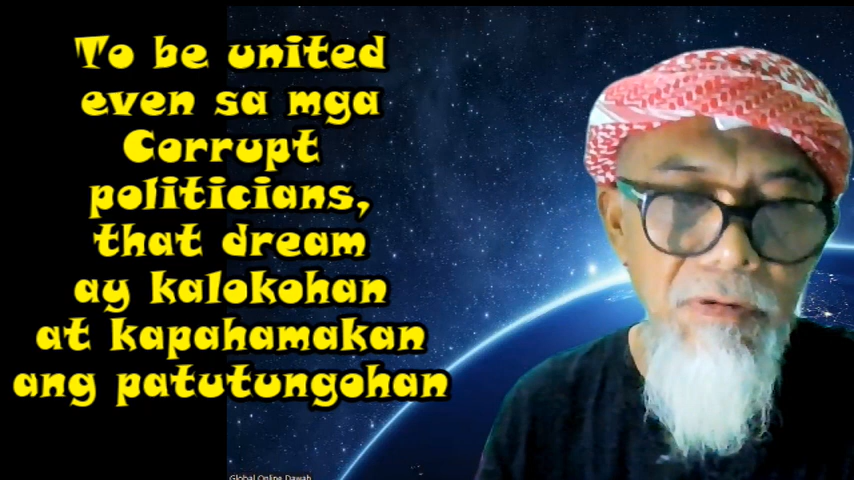 To be united
even sa mga
Corrupt
politicians,
that dream
ay kalokohan
at kapahamakan
ang patutungohan
Global Online Dawah